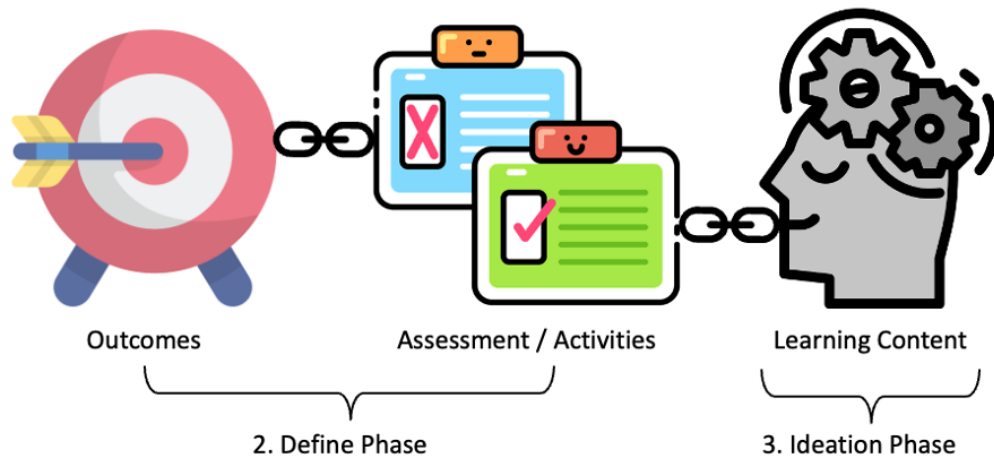 Outcomes
Assessment / Activities
Learning Content
2. Define Phase
3. Ideation Phase